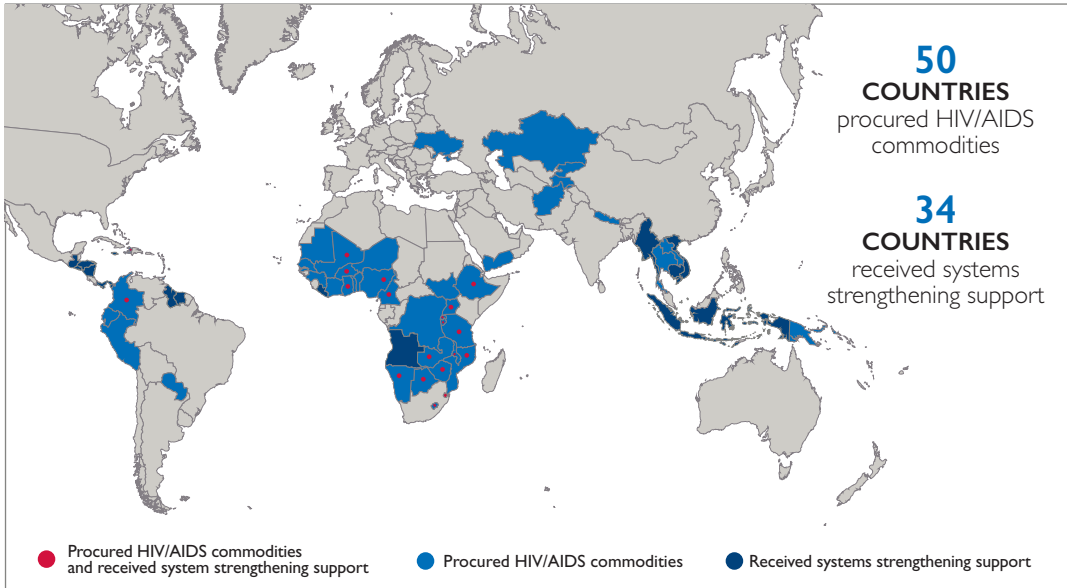 50
COUNTRIES
procured HIV/AIDS
commodities
34
COUNTRIES
received systems
strengthening support
Procured HIV/AIDS commodities
and received system strengthening support
Procured HIV/AIDS commodities
Received systems strengthening support